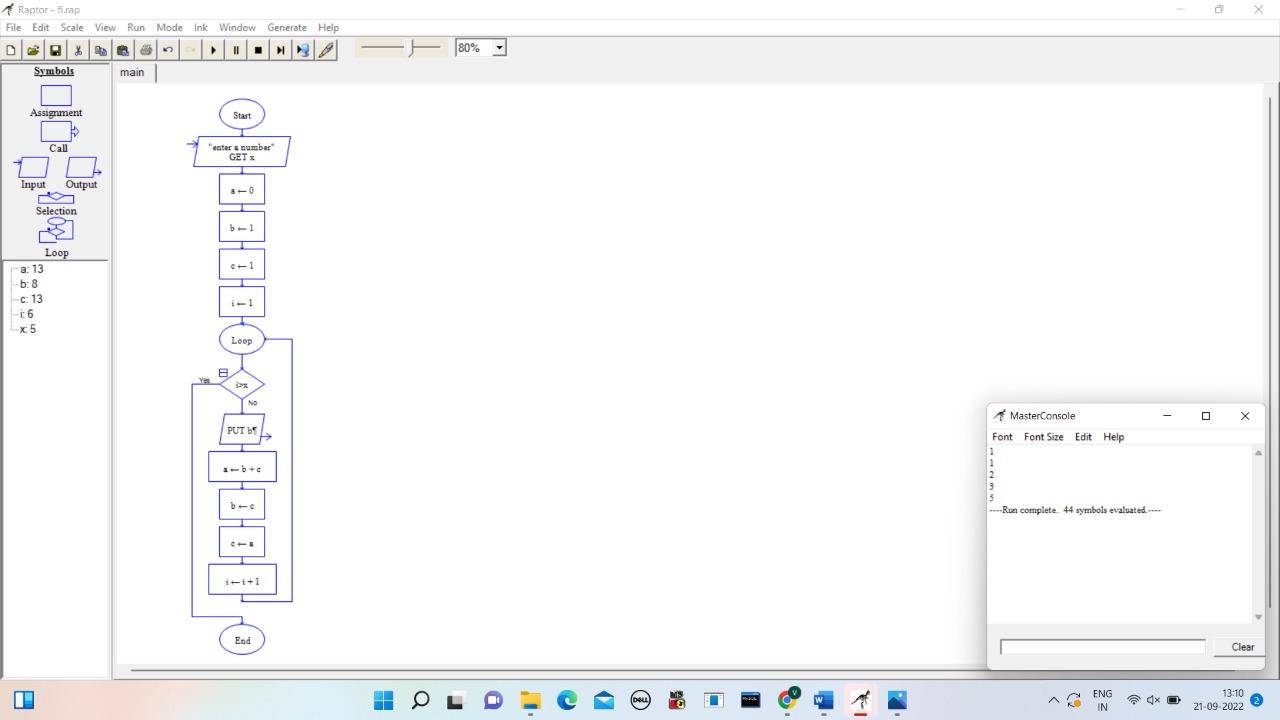 Raptor - fi.rap
File Edit Scale View Run Mode Ink Window Generate Help
80%
Symbols
main
Assignment
Call
Input Output
Selection
Loop
a: 13
b: 8
c: 13
i: 6
x: 5
Start
"enter a number"
GET x
a ← 0
b ← 1
c ← 1
i ← 1
Loop
Yes
i>x
No
PUT b¶
a ← b + c
b ← c
c ← a
i ← i + 1
End
MasterConsole
Font Font Size Edit Help
1
1
2
3
5
----Run complete. 44 symbols evaluated.----
Clear
DELL
ENG
IN
13:10
21-09-2022
2